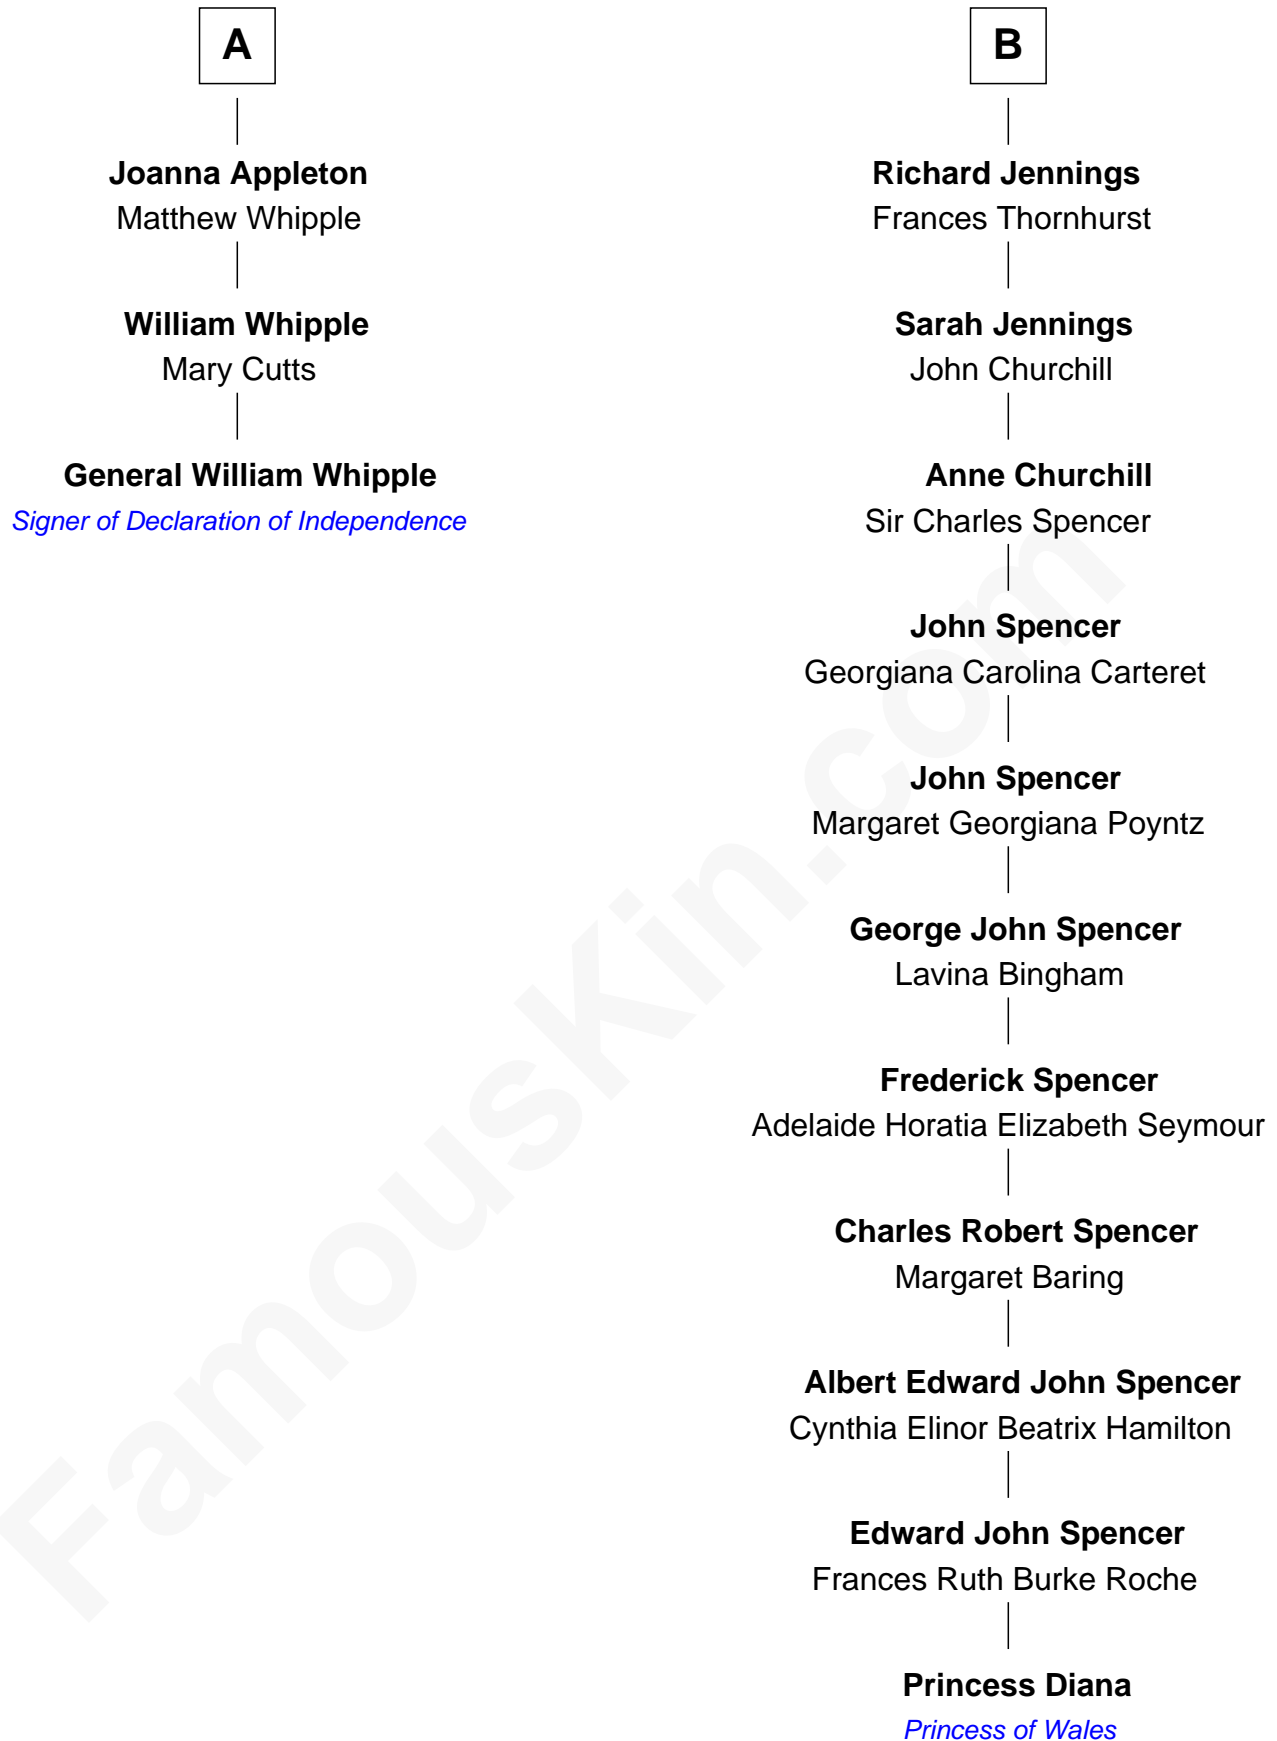 A
Joanna Appleton
Matthew Whipple
William Whipple
Mary Cutts
General William Whipple
Signer of Declaration of Independence
B
Richard Jennings
Frances Thornhurst
Sarah Jennings
John Churchill
Anne Churchill
Sir Charles Spencer
John Spencer
Georgiana Carolina Carteret
John Spencer
Margaret Georgiana Poyntz
George John Spencer
Lavina Bingham
Frederick Spencer
Adelaide Horatia Elizabeth Seymour
Charles Robert Spencer
Margaret Baring
Albert Edward John Spencer
Cynthia Elinor Beatrix Hamilton
Edward John Spencer
Frances Ruth Burke Roche
Princess Diana
Princess of Wales
FamousKin.com